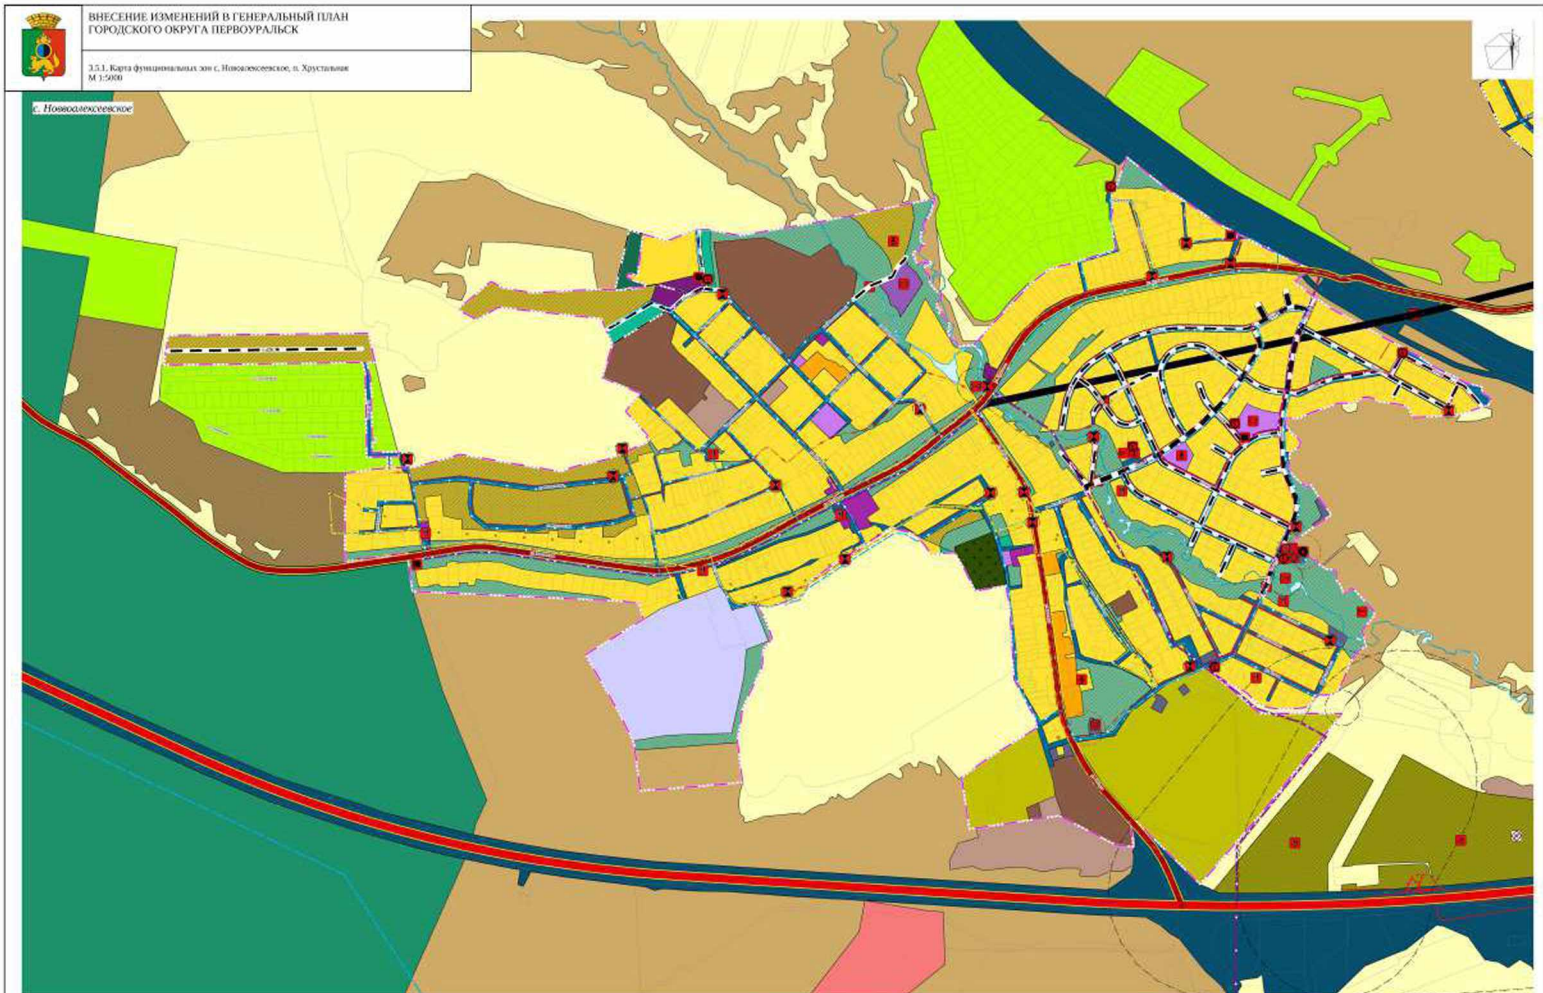 ВНЕСЕНИЕ ИЗМЕНЕНИЙ В ГЕНЕРАЛЬНЫЙ ПЛАН
ГОРОДСКОГО ОКРУГА ПЕРВОУРАЛЬСК
3.5.1. Карта функциональных зон с. Новоалексеевское, п. Хрустальная
М 1:5000
с. Новоалексеевское